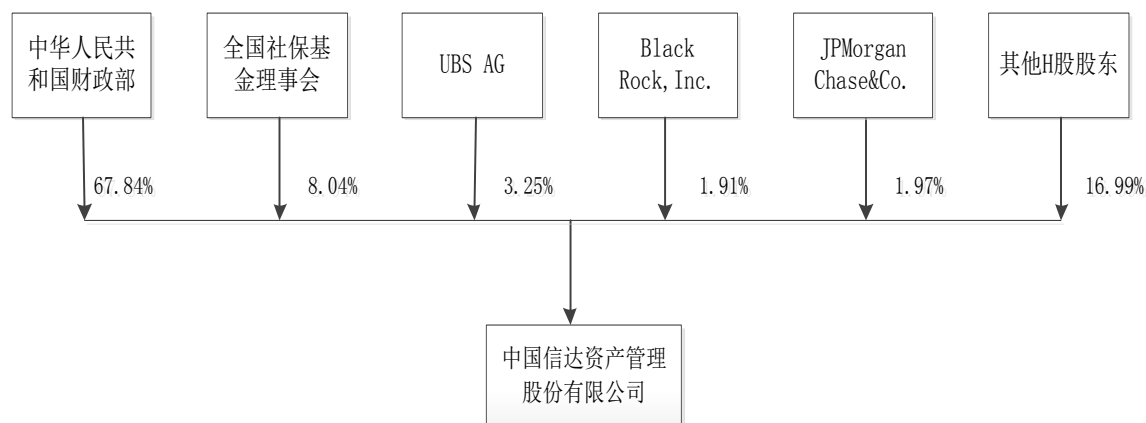 中华人民共
和国财政部
全国社保基
金理事会
UBS AG
Black
Rock,Inc.
JPMorgan
Chase&Co.
其他H股股东
67.84%
8.04%
3.25%
1.91%
1.97%
16.99%
中国信达资产管理
股份有限公司